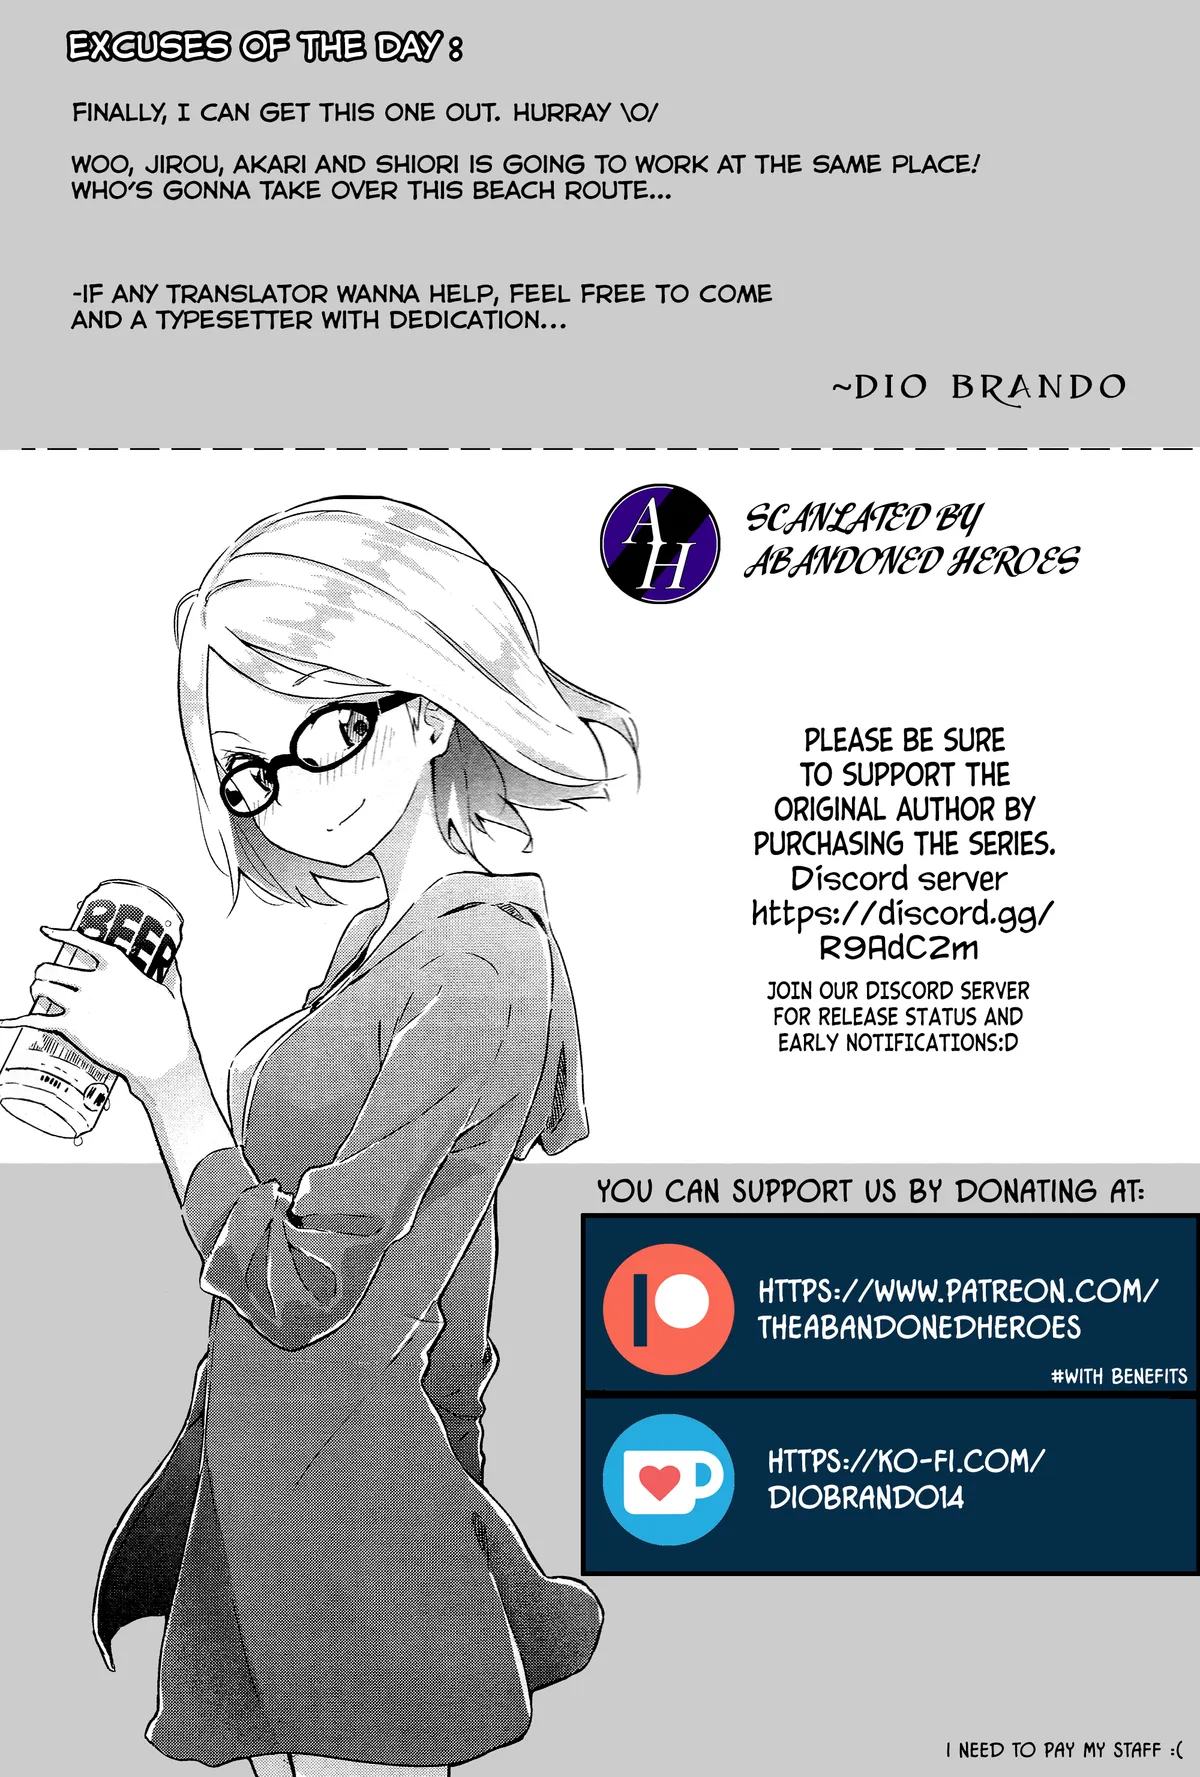 EXCUSES OF THE DAY :
FINALLY, I CAN GET THIS ONE OUT. HURRAY \O/
WOO, JIROU, AKARI AND SHIORI IS GOING TO WORK AT THE SAME PLACE!
WHO'S GONNA TAKE OVER THIS BEACH ROUTE...
-IF ANY TRANSLATOR WANNA HELP, FEEL FREE TO COME
AND A TYPESETTER WITH DEDICATION...
~DIO BRANDO
A
H
SCANLATED BY
ABANDONED HEROES
PLEASE BE SURE
TO SUPPORT THE
ORIGINAL AUTHOR BY
PURCHASING THE SERIES.
Discord server
https://discord.gg/
R9AdCZm
JOIN OUR DISCORD SERVER
FOR RELEASE STATUS AND
EARLY NOTIFICATIONS:D
BEER
YOU CAN SUPPORT US BY DONATING AT:
HTTPS://WWW.PATREON.COM/
THEABANDONEDHEROES
#WITH BENEFITS
HTTPS://KO-FI.COM/
DIOBRANDO14
I NEED TO PAY MY STAFF :(